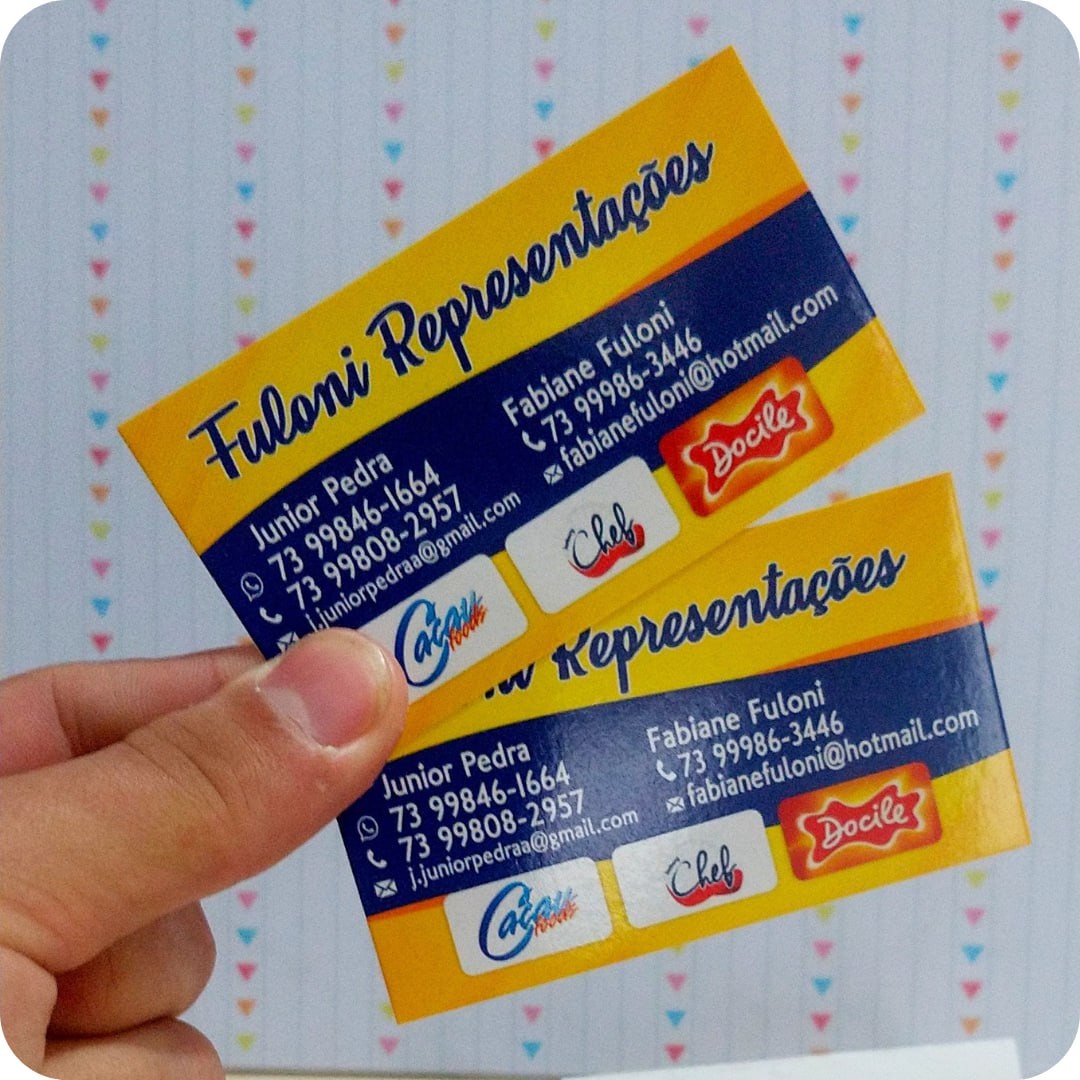 Fuloni Representações
Junior Pedra
73 99846-1664
73 99808-2957
j.juniorpedraa@gmail.com
Fabiane Fuloni
73 99986-3446
fabianefuloni@hotmail.com
Cacau foods
Chef
Docile
Representações
Junior Pedra
73 99846-1664
73 99808-2957
j.juniorpedraa@gmail.com
Fabiane Fuloni
73 99986-3446
fabianefuloni@hotmail.com
Cacau foods
Chef
Docile